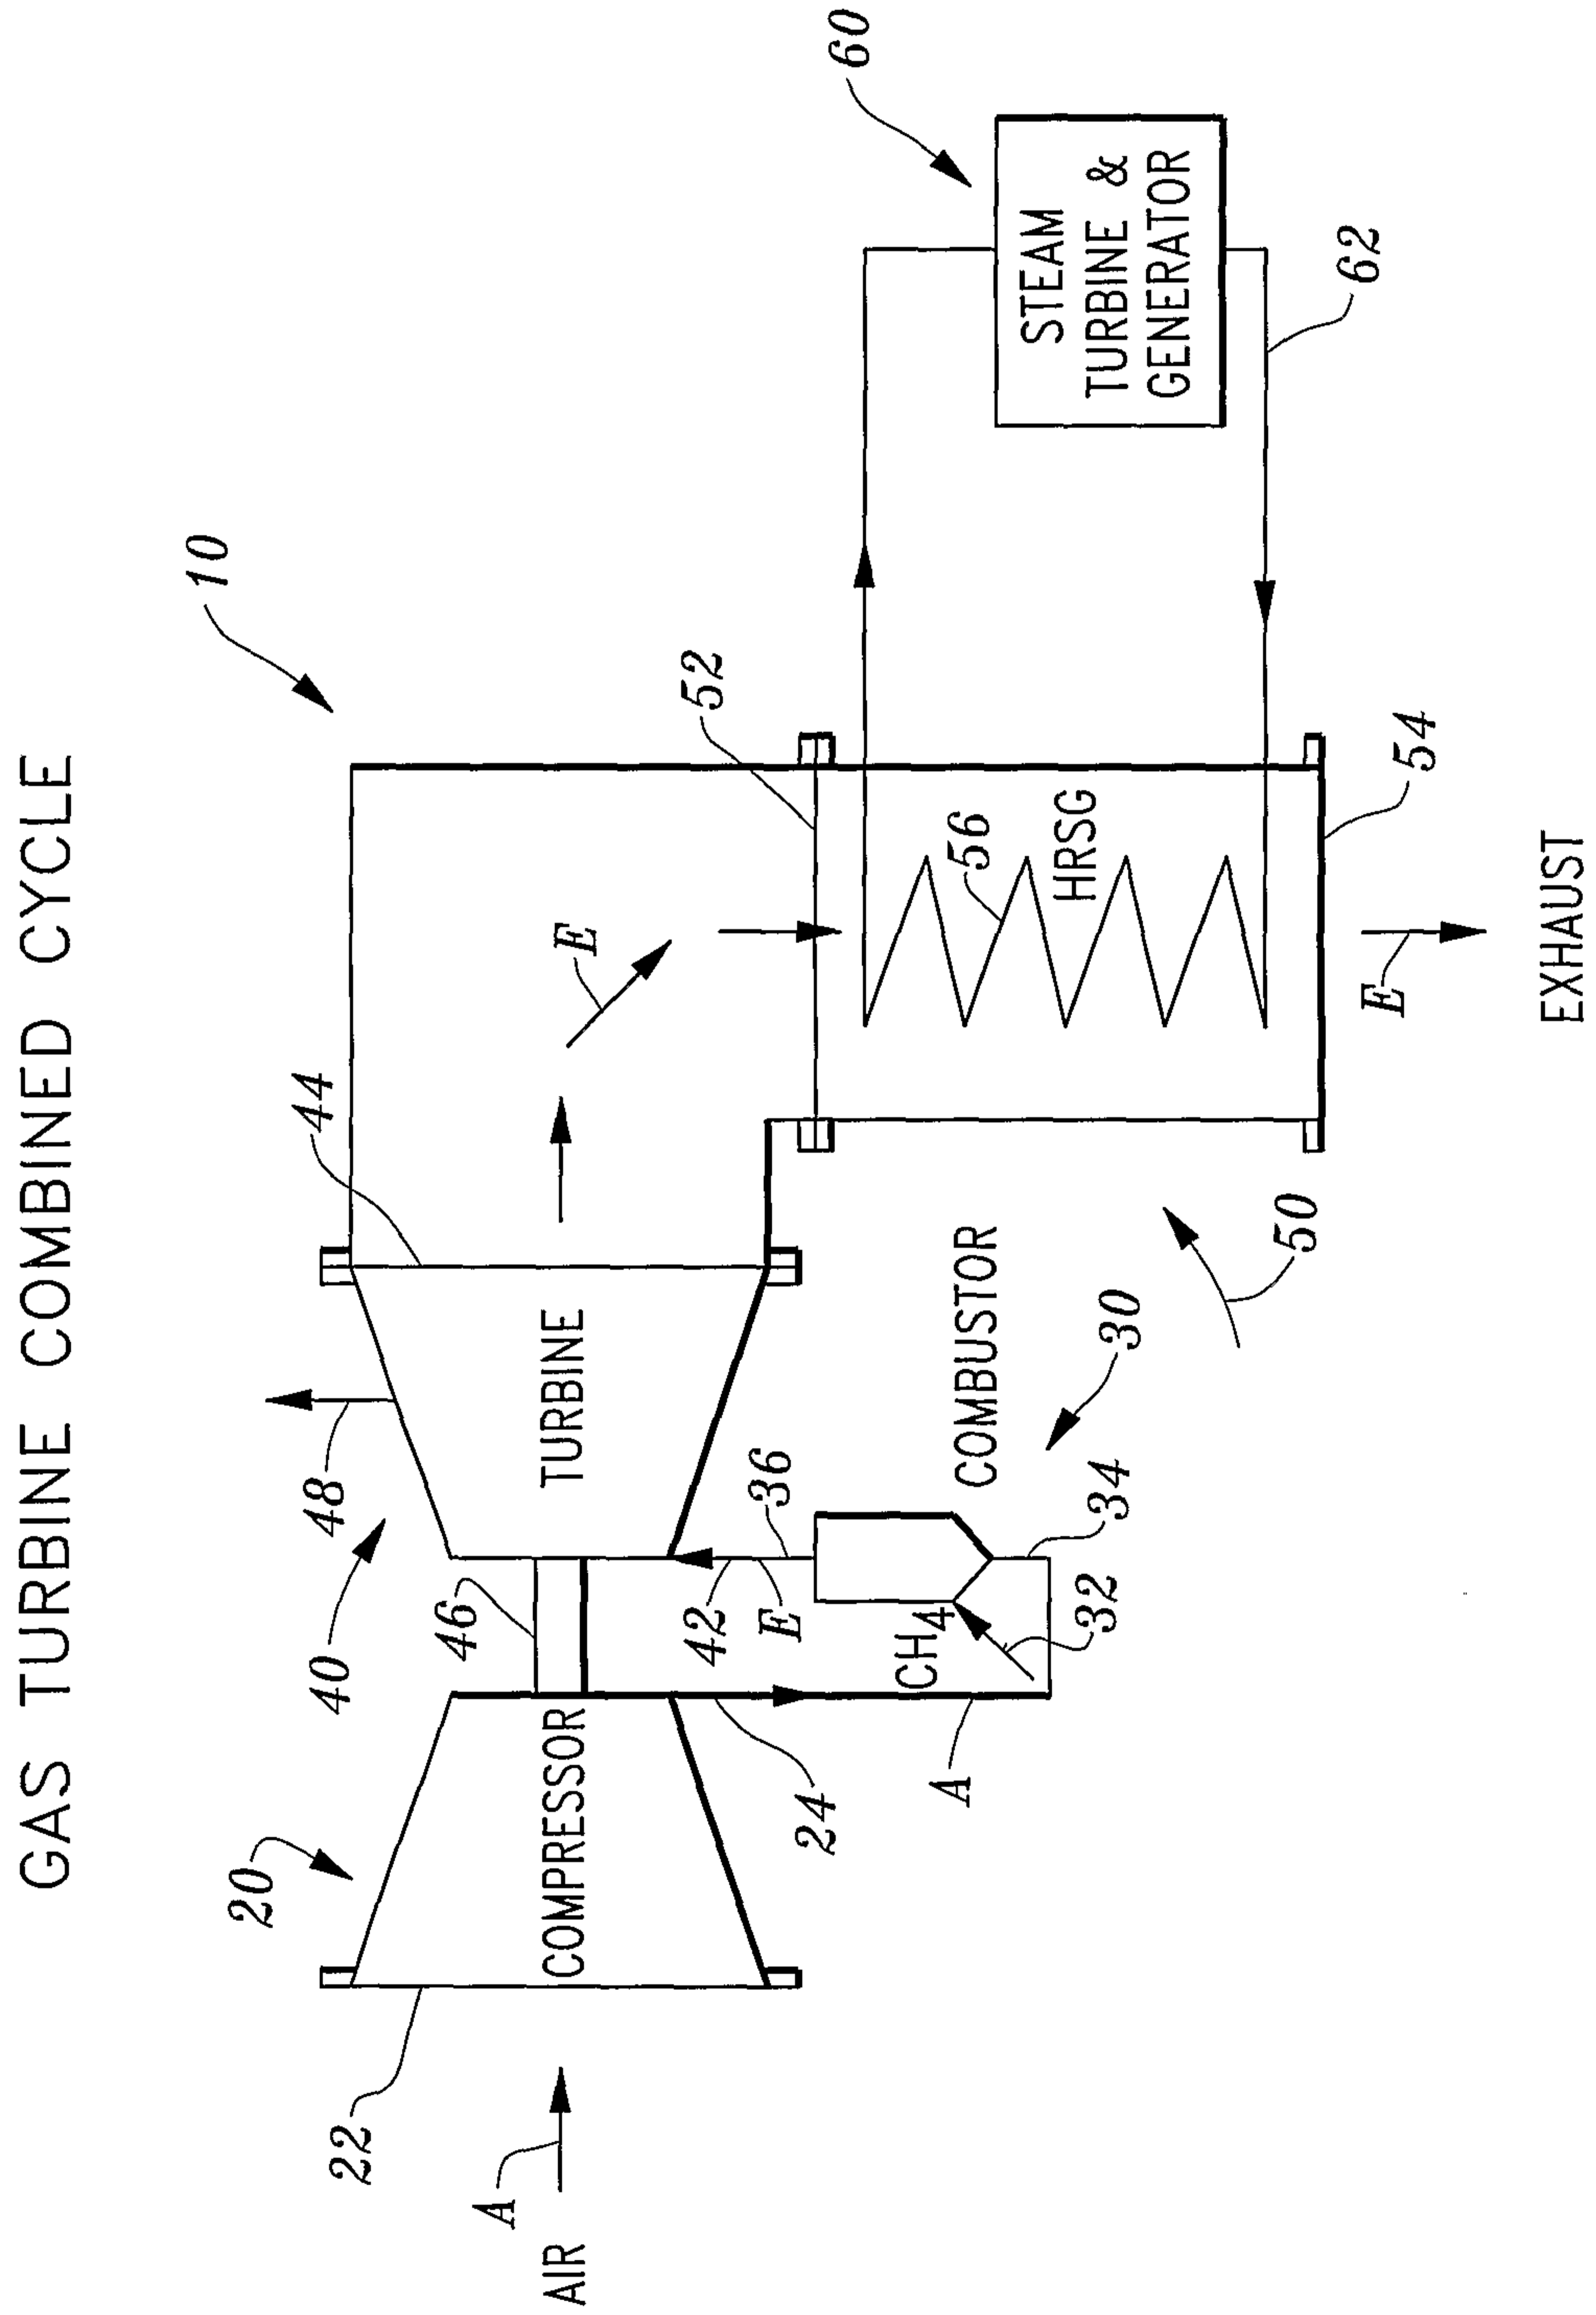 GAS TURBINE COMBINED CYCLE
10
60
44
48
40
46
20
22
A
AIR
COMPRESSOR
TURBINE
E
52
STEAM
TURBINE &
GENERATOR
62
56
HRSG
54
E
EXHAUST
50
COMBUSTOR
30
36
34
42
E
CH4
32
24
A